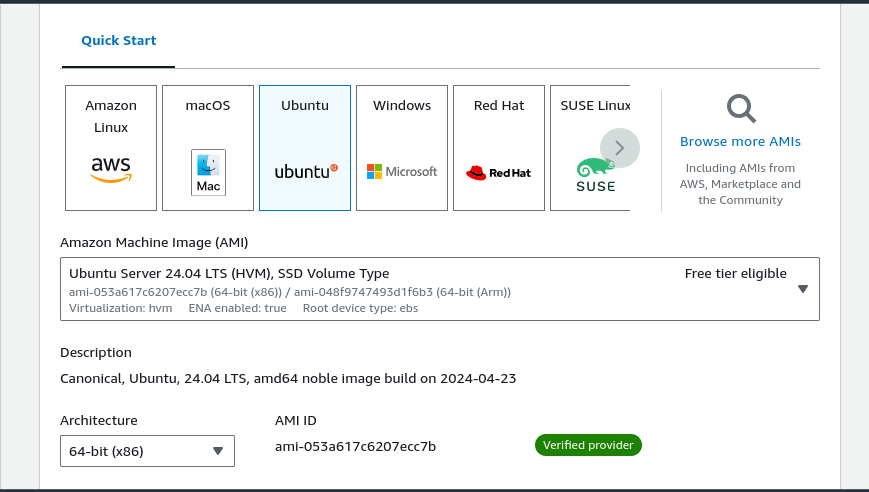 Quick Start
Amazon
Linux
aws
macOS
Mac
Ubuntu
ubuntu
Windows
Microsoft
Red Hat
Red Hat
SUSE Linux
SUSE
Browse more AMIs
Including AMIs from
AWS, Marketplace and
the Community
Amazon Machine Image (AMI)
Ubuntu Server 24.04 LTS (HVM), SSD Volume Type
Free tier eligible
ami-053a617c6207ecc7b (64-bit (x86)) / ami-048f9747493d1f6b3 (64-bit (Arm))
Virtualization: hvm ENA enabled: true Root device type: ebs
Description
Canonical, Ubuntu, 24.04 LTS, amd64 noble image build on 2024-04-23
Architecture
AMI ID
64-bit (x86)
ami-053a617c6207ecc7b
Verified provider